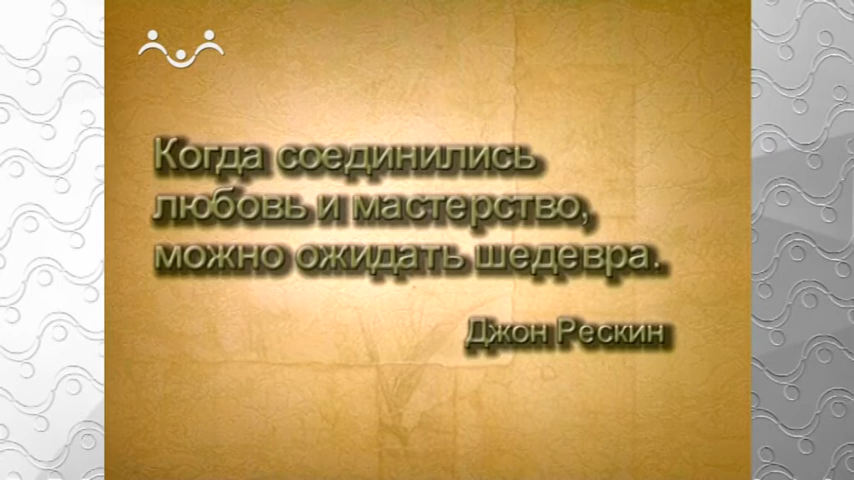 Когда соединились
любовь и мастерство,
можно ожидать шедевра.
Джон Рескин